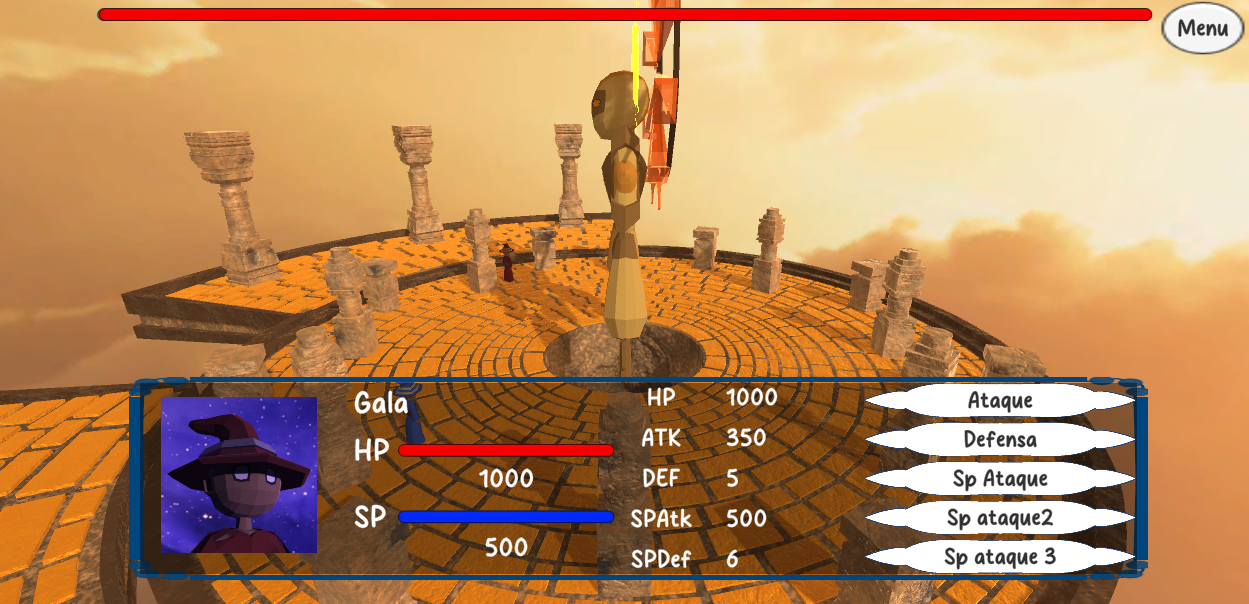 Menu
Gala
HP
1000
SP
500
HP 1000
ATK 350
DEF 5
SPAtk 500
SPDef 6
Ataque
Defensa
Sp Ataque
Sp ataque2
Sp ataque 3